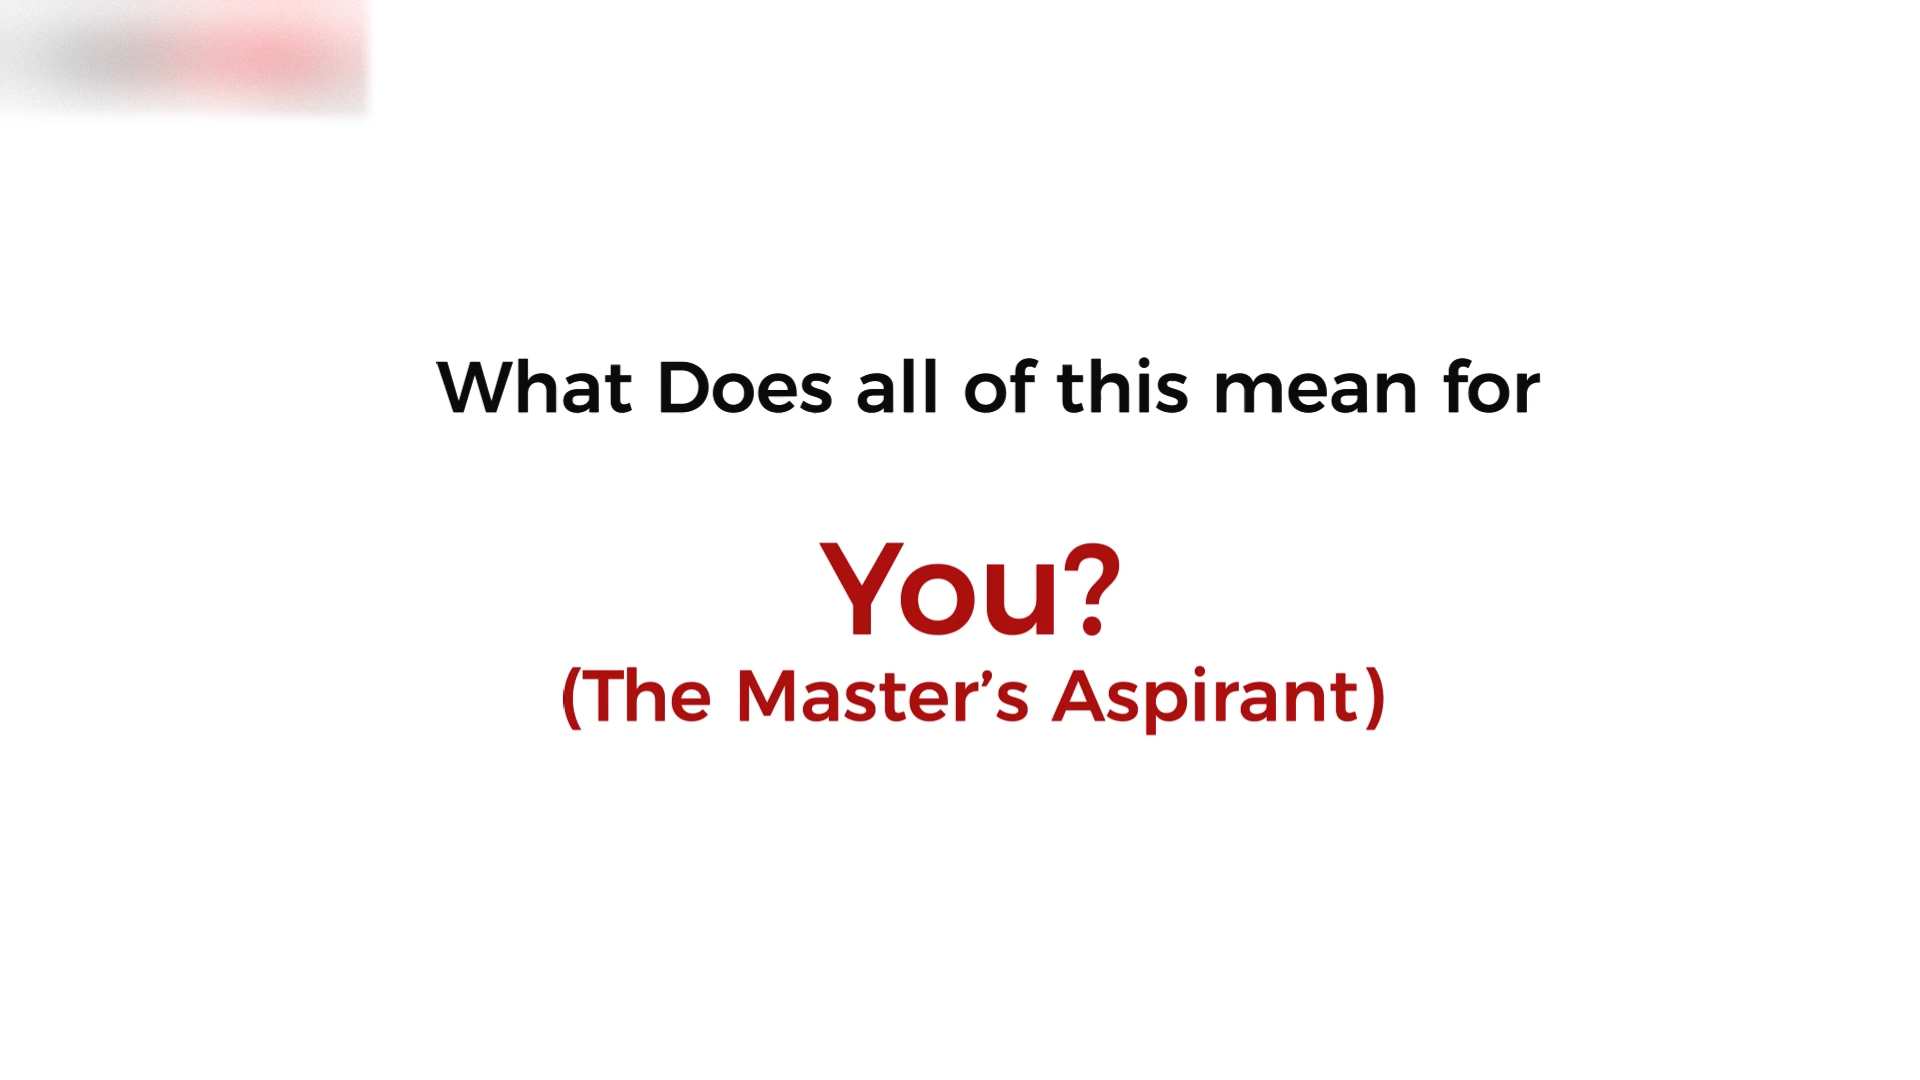 What Does all of this mean for
You?
(The Master’s Aspirant)